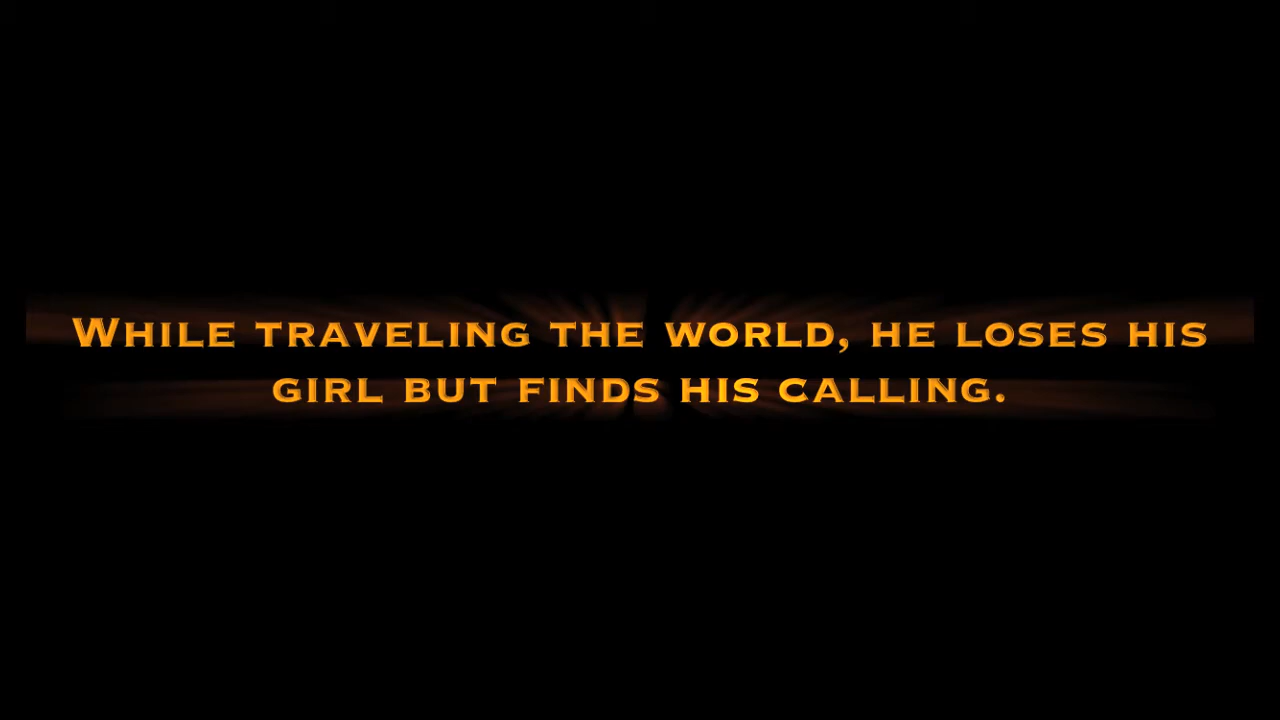 While traveling the world, he loses his
girl but finds his calling.